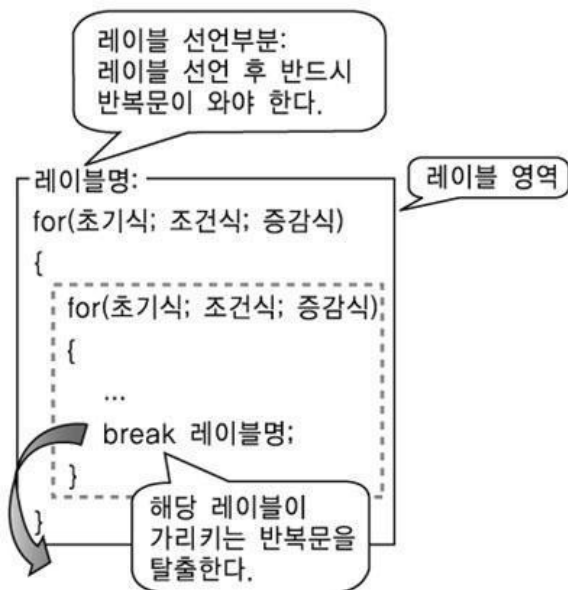 레이블 선언부분:
레이블 선언 후 반드시
반복문이 와야 한다.
레이블명:
레이블 영역
for(초기식; 조건식; 증감식)
{
for(초기식; 조건식; 증감식)
{
...
break 레이블명;
}
해당 레이블이
가리키는 반복문을
탈출한다.
}